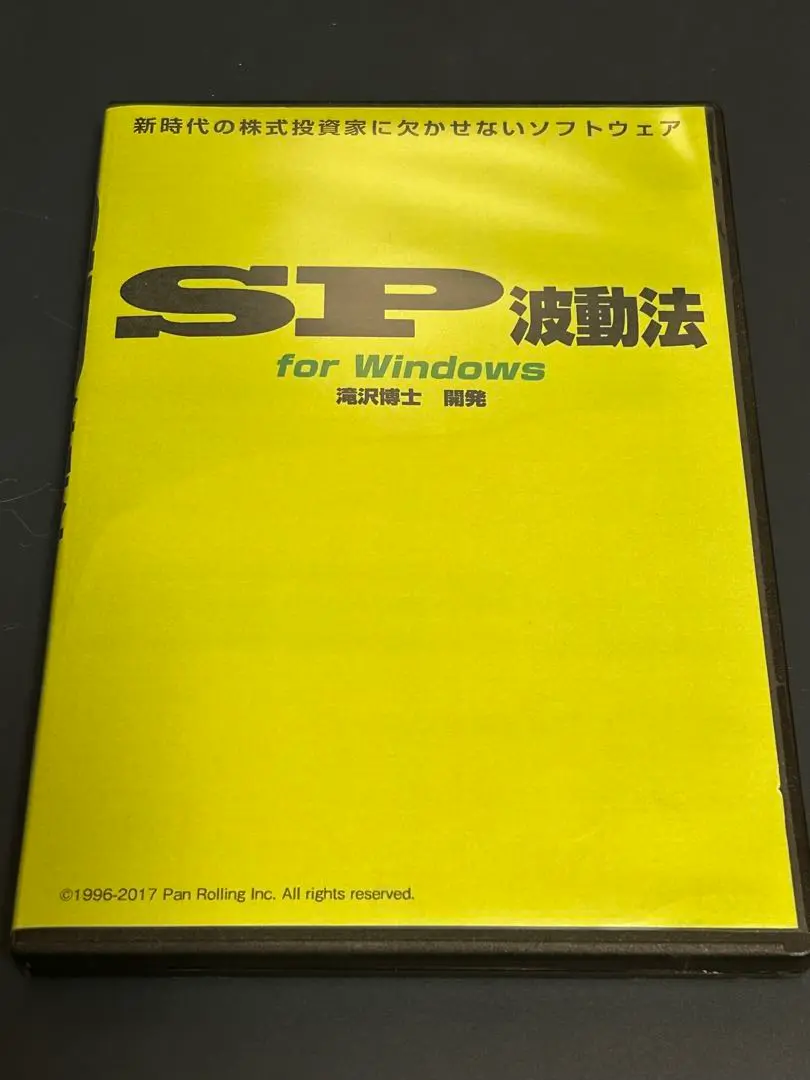 新時代の株式投資家に欠かせないソフトウェア
SP 波動法
for Windows
滝沢博士 開発
©1996-2017 Pan Rolling Inc. All rights reserved.